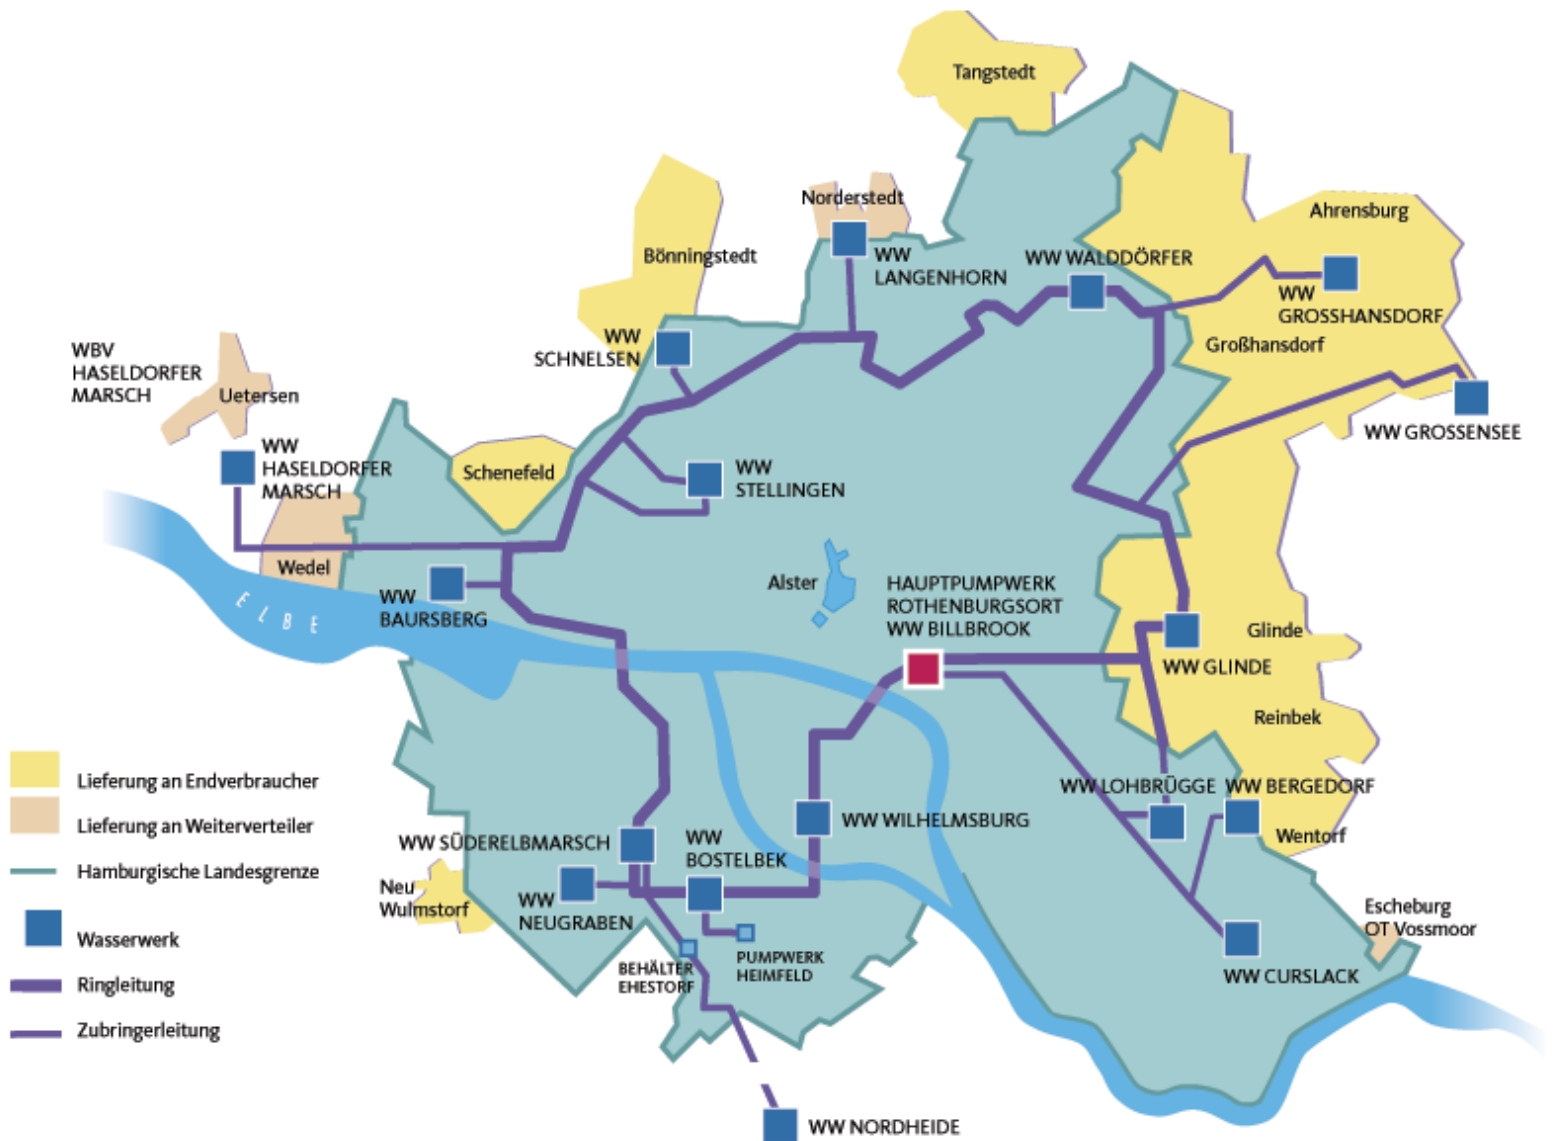 Tangstedt
Norderstedt
Ahrensburg
Bönningstedt
WW
LANGENHORN
WW WALDDÖRFER
WW
GROSSHANSDORF
Großhansdorf
WW
SCHNELSEN
WBV
HASELDORFER
MARSCH
Uetersen
WW GROSSENSEE
WW
HASELDORFER
MARSCH
Schenefeld
WW
STELLINGEN
Wedel
Alster
HAUPTPUMPWERK
ROTHENBURGSORT
WW BILLBROOK
ELBE
WW
BAURSBERG
Glinde
WW GLINDE
Reinbek
Lieferung an Endverbraucher
Lieferung an Weiterverteiler
Hamburgische Landesgrenze
Wasserwerk
Ringleitung
Zubringerleitung
WW LOHBRÜGGE
WW BERGEDORF
Wentorf
WW SÜDERELBMARSCH
WW
BOSTELBEK
WW WILHELMSBURG
Neu
Wulmstorf
WW
NEUGRABEN
Escheburg
OT Vossmoor
BEHÄLTER
EHESTORF
PUMPWERK
HEIMFELD
WW CURSLACK
WW NORDHEIDE